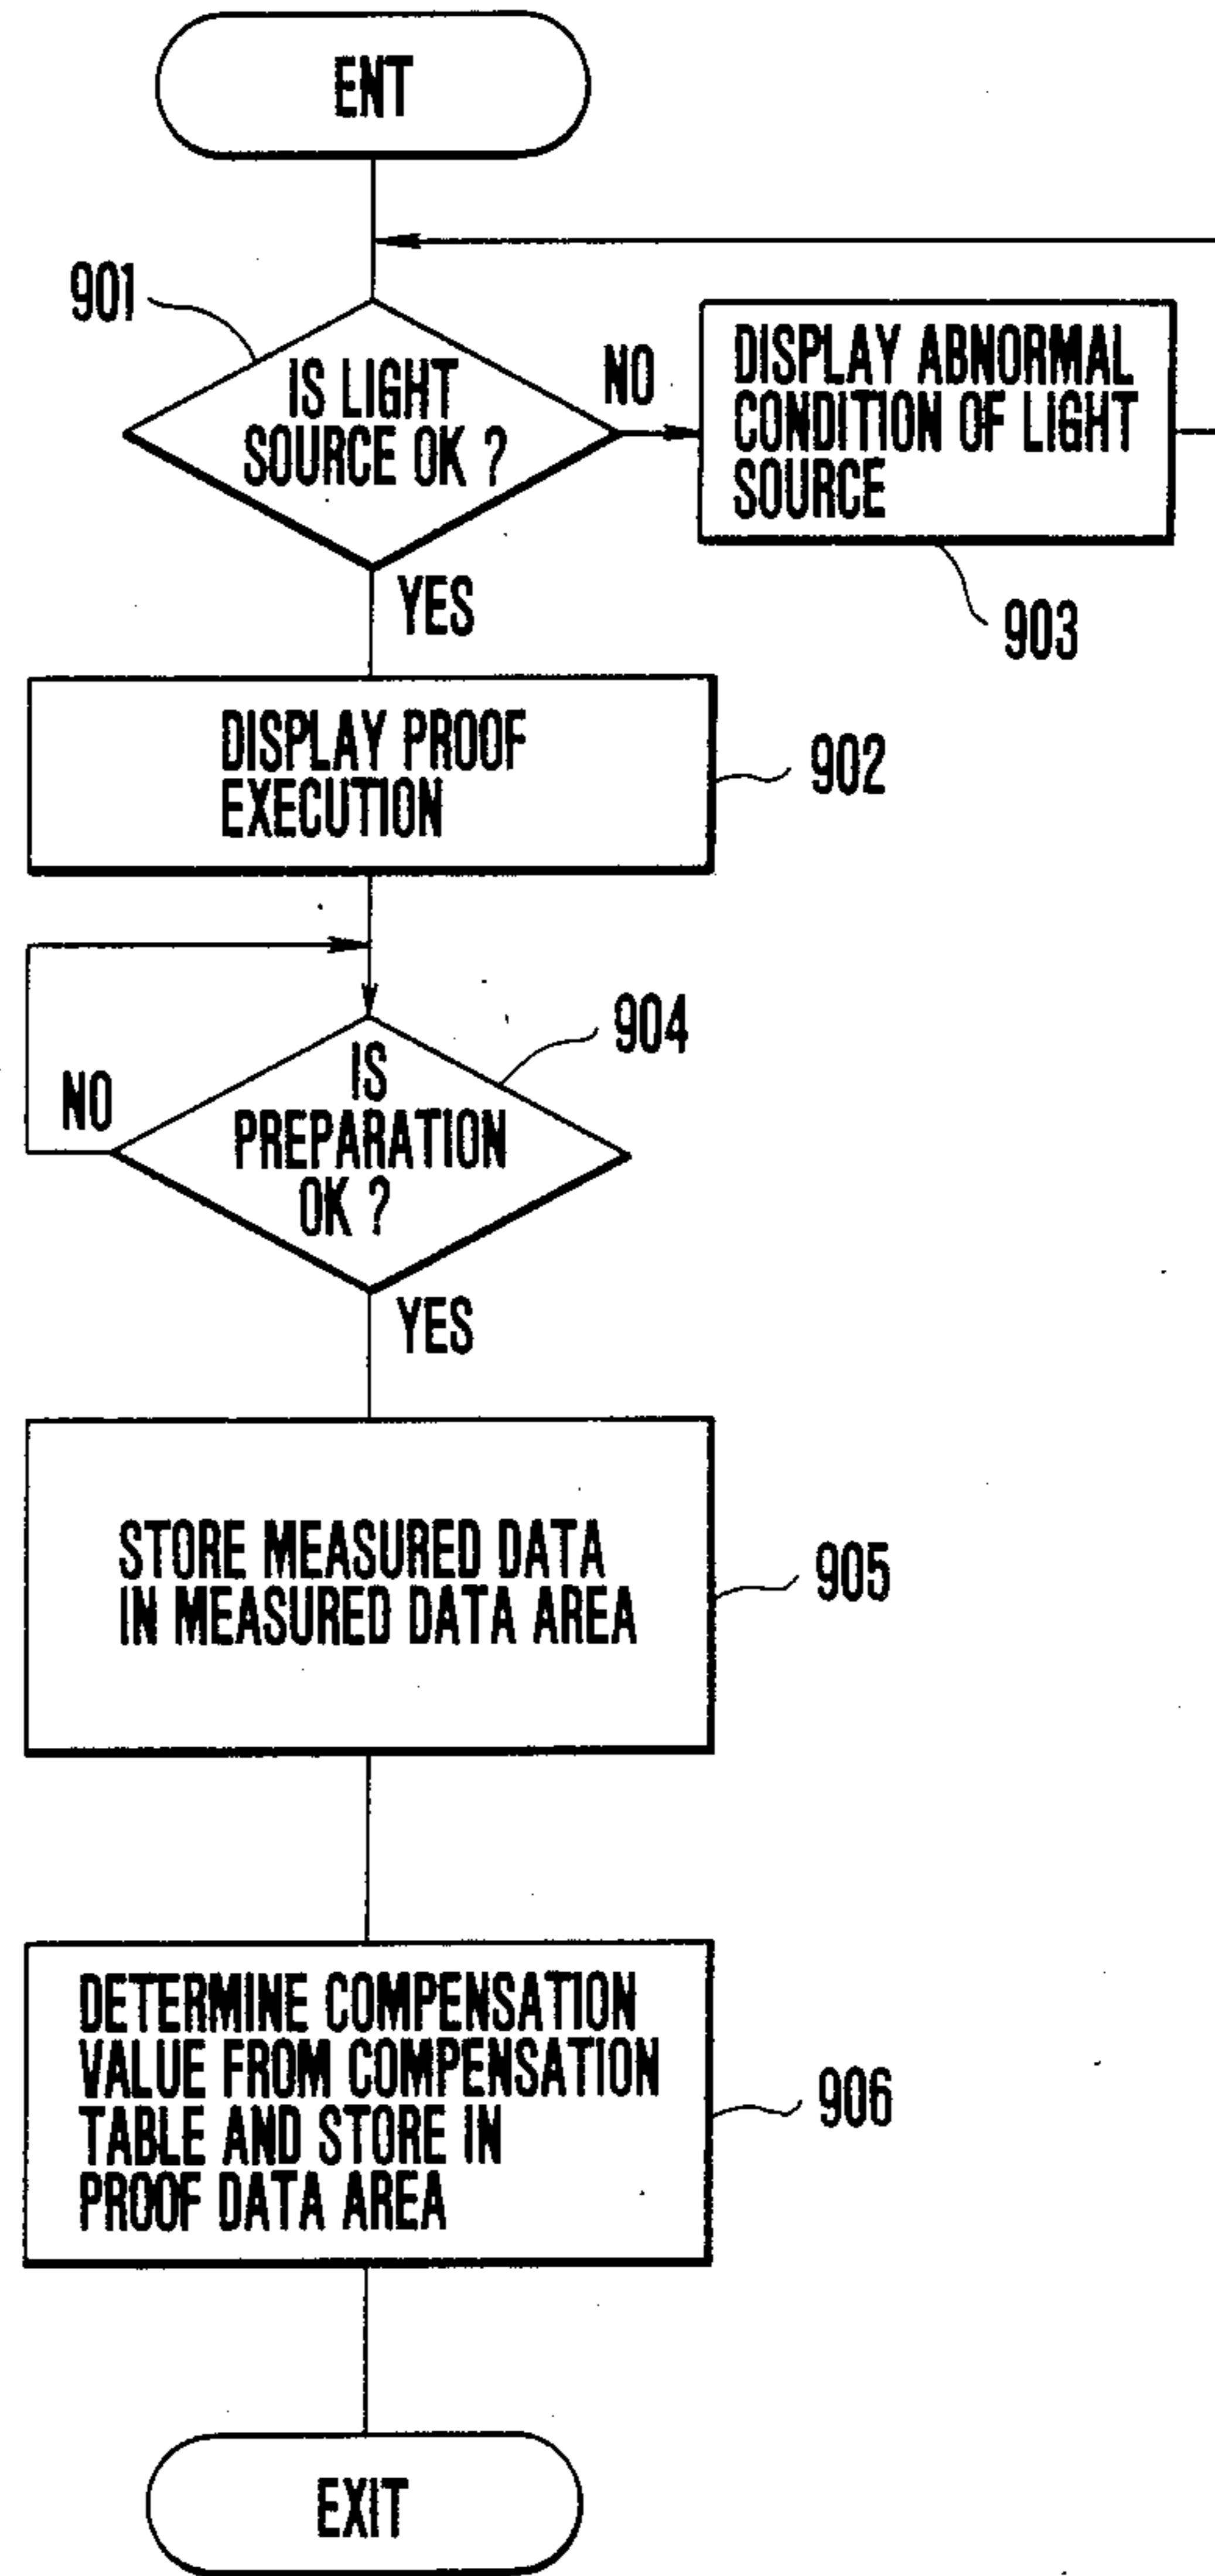 ENT
901
IS LIGHT
SOURCE OK ?
NO
DISPLAY ABNORMAL
CONDITION OF LIGHT
SOURCE
903
YES
DISPLAY PROOF
EXECUTION
902
904
IS
PREPARATION
OK ?
NO
YES
STORE MEASURED DATA
IN MEASURED DATA AREA
905
DETERMINE COMPENSATION
VALUE FROM COMPENSATION
TABLE AND STORE IN
PROOF DATA AREA
906
EXIT